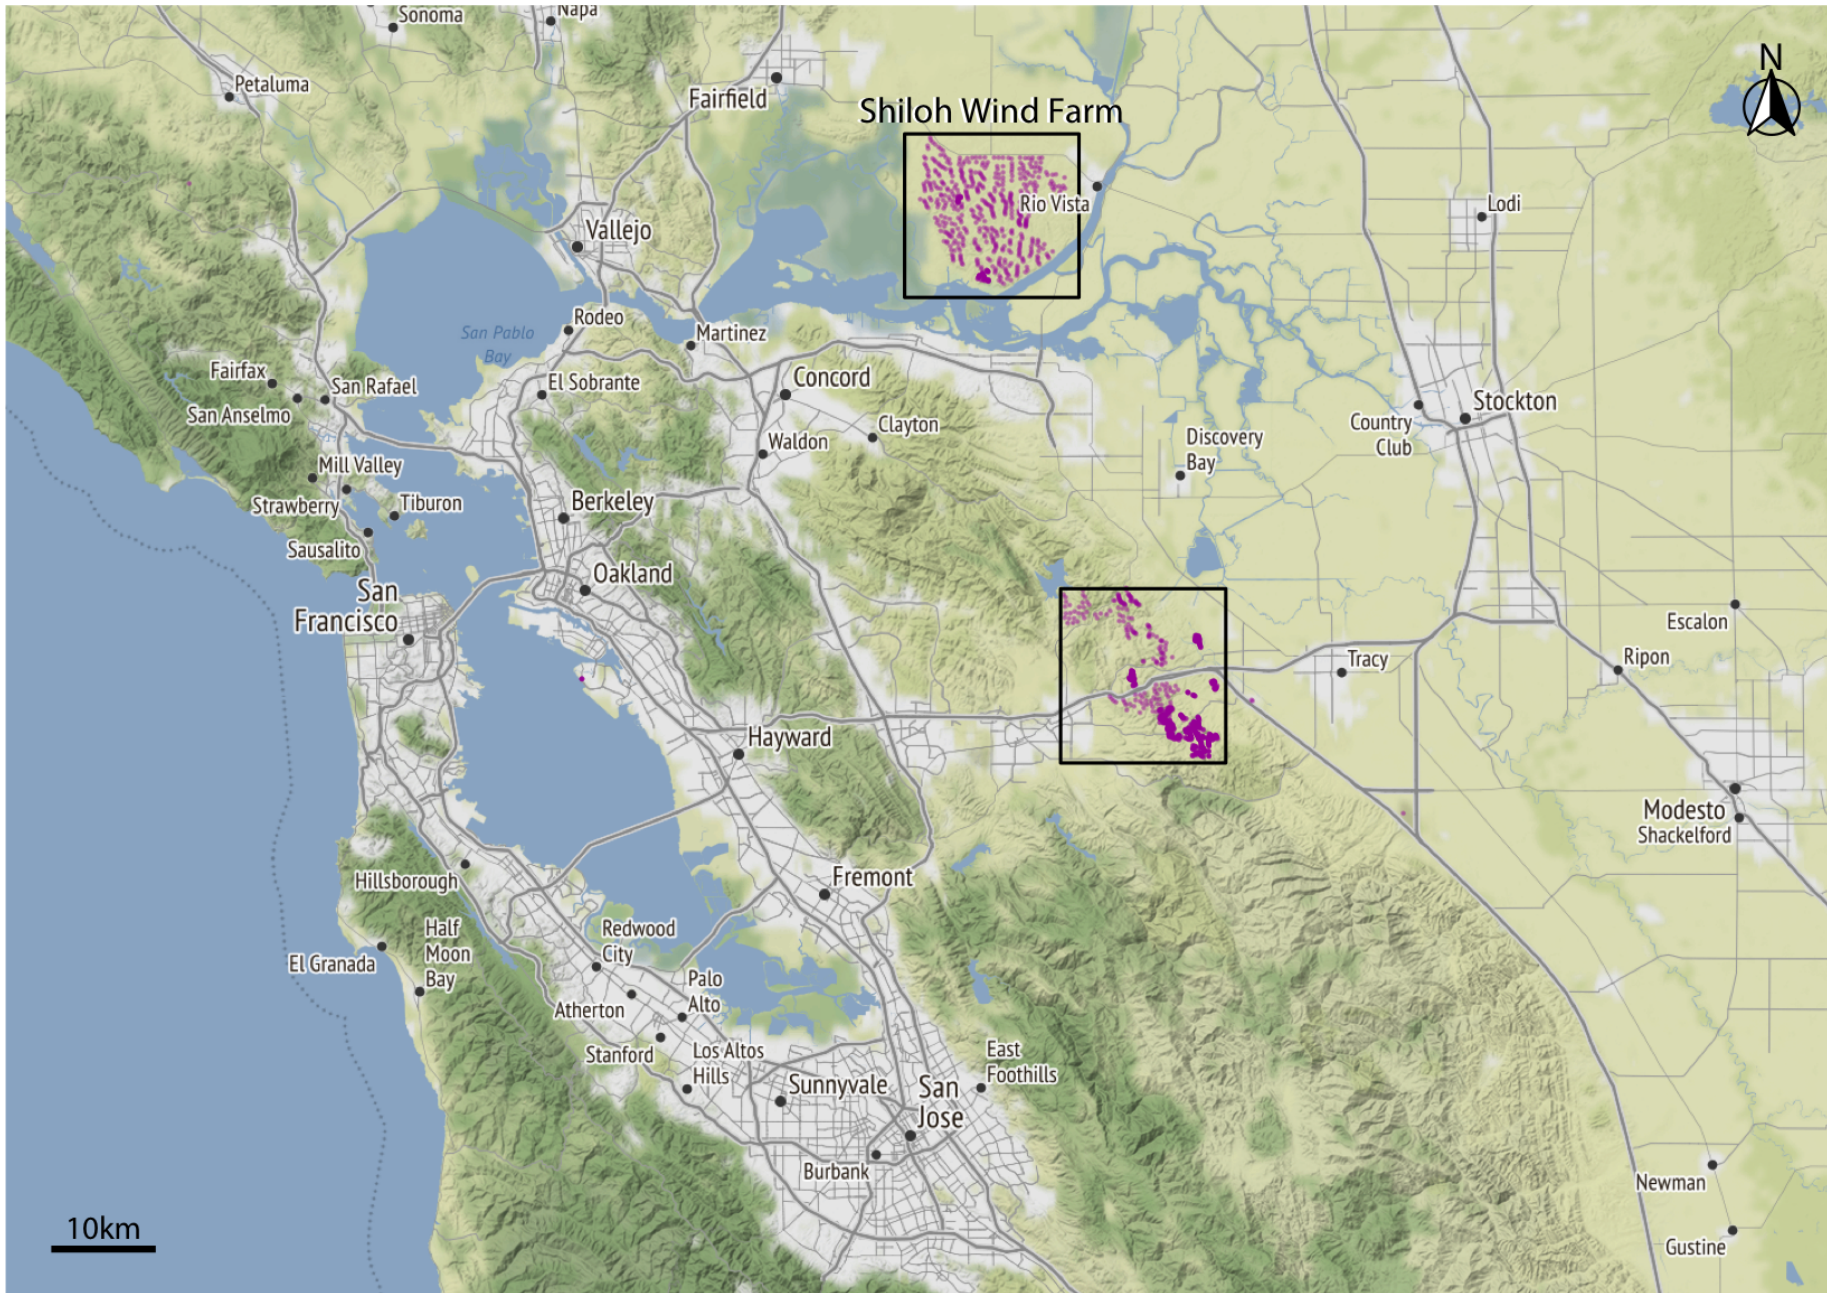 Sonoma
Napa
Petaluma
Fairfield
N
Shiloh Wind Farm
Rio Vista
Lodi
Vallejo
Rodeo
San Pablo
Bay
Martinez
Fairfax
San Rafael
El Sobrante
Concord
San Anselmo
Clayton
Country
Club
Stockton
Waldon
Discovery
Bay
Mill Valley
Strawberry
Tiburon
Berkeley
Sausalito
Oakland
San
Francisco
Escalon
Tracy
Ripon
Hayward
Modesto
Shackelford
Hillsborough
Fremont
Half
Moon
Bay
Redwood
City
El Granada
Palo
Alto
Atherton
Stanford
Los Altos
Hills
East
Foothills
Sunnyvale
San
Jose
Burbank
Newman
10km
Gustine